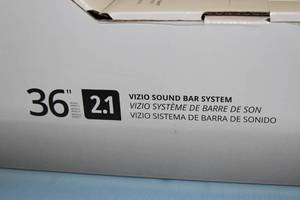 36" 2.1
VIZIO SOUND BAR SYSTEM
VIZIO SYSTÈME DE BARRE DE SON
VIZIO SISTEMA DE BARRA DE SONIDO